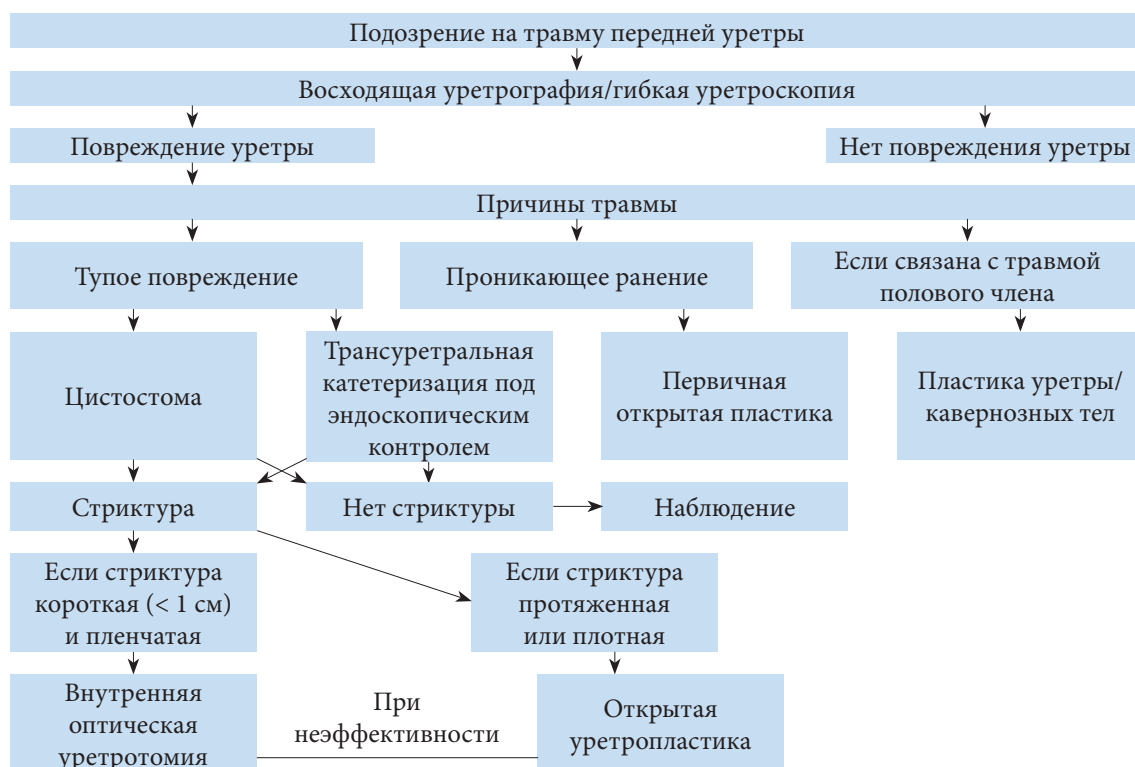 Подозрение на травму передней уретры
Восходящая уретрография/гибкая уретроскопия
Повреждение уретры
Нет повреждения уретры
Причины травмы
Тупое повреждение
Проникающее ранение
Если связана с травмой
полового члена
Цистостома
Трансуретральная
катетеризация под
эндоскопическим
контролем
Первичная
открытая пластика
Пластика уретры/
кавернозных тел
Стриктура
Нет стриктуры
Наблюдение
Если стриктура
короткая (< 1 см)
и пленчатая
Если стриктура
протяженная
или плотная
Внутренняя
оптическая
уретротомия
При
неэффективности
Открытая
уретропластика